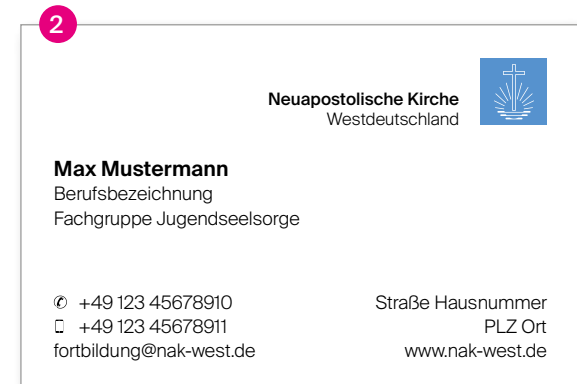 2
Neuapostolische Kirche
Westdeutschland
Max Mustermann
Berufsbezeichnung
Fachgruppe Jugendseelsorge
✆ +49 123 45678910
+49 123 45678911
fortbildung@nak-west.de
Straße Hausnummer
PLZ Ort
www.nak-west.de